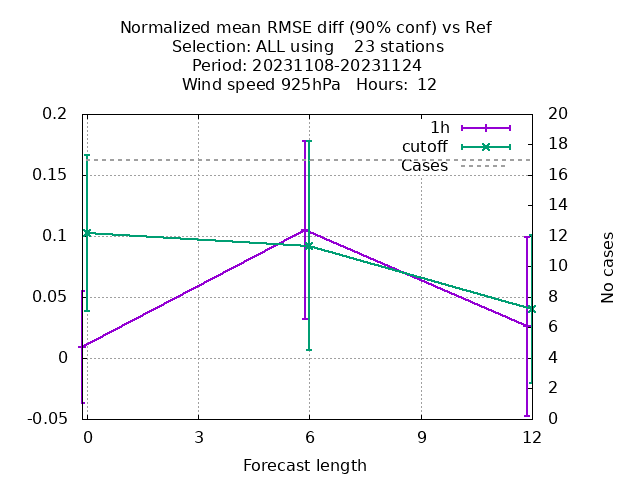 Normalized mean RMSE diff (90% conf) vs Ref
Selection: ALL using    23 stations
Period: 20231108-20231124
Wind speed 925hPa   Hours:  12
0.2
0.15
0.1
0.05
0
-0.05
1h
cutoff
Cases
20
18
16
14
12
10
8
6
4
2
0
No cases
0 3 6 9 12
Forecast length